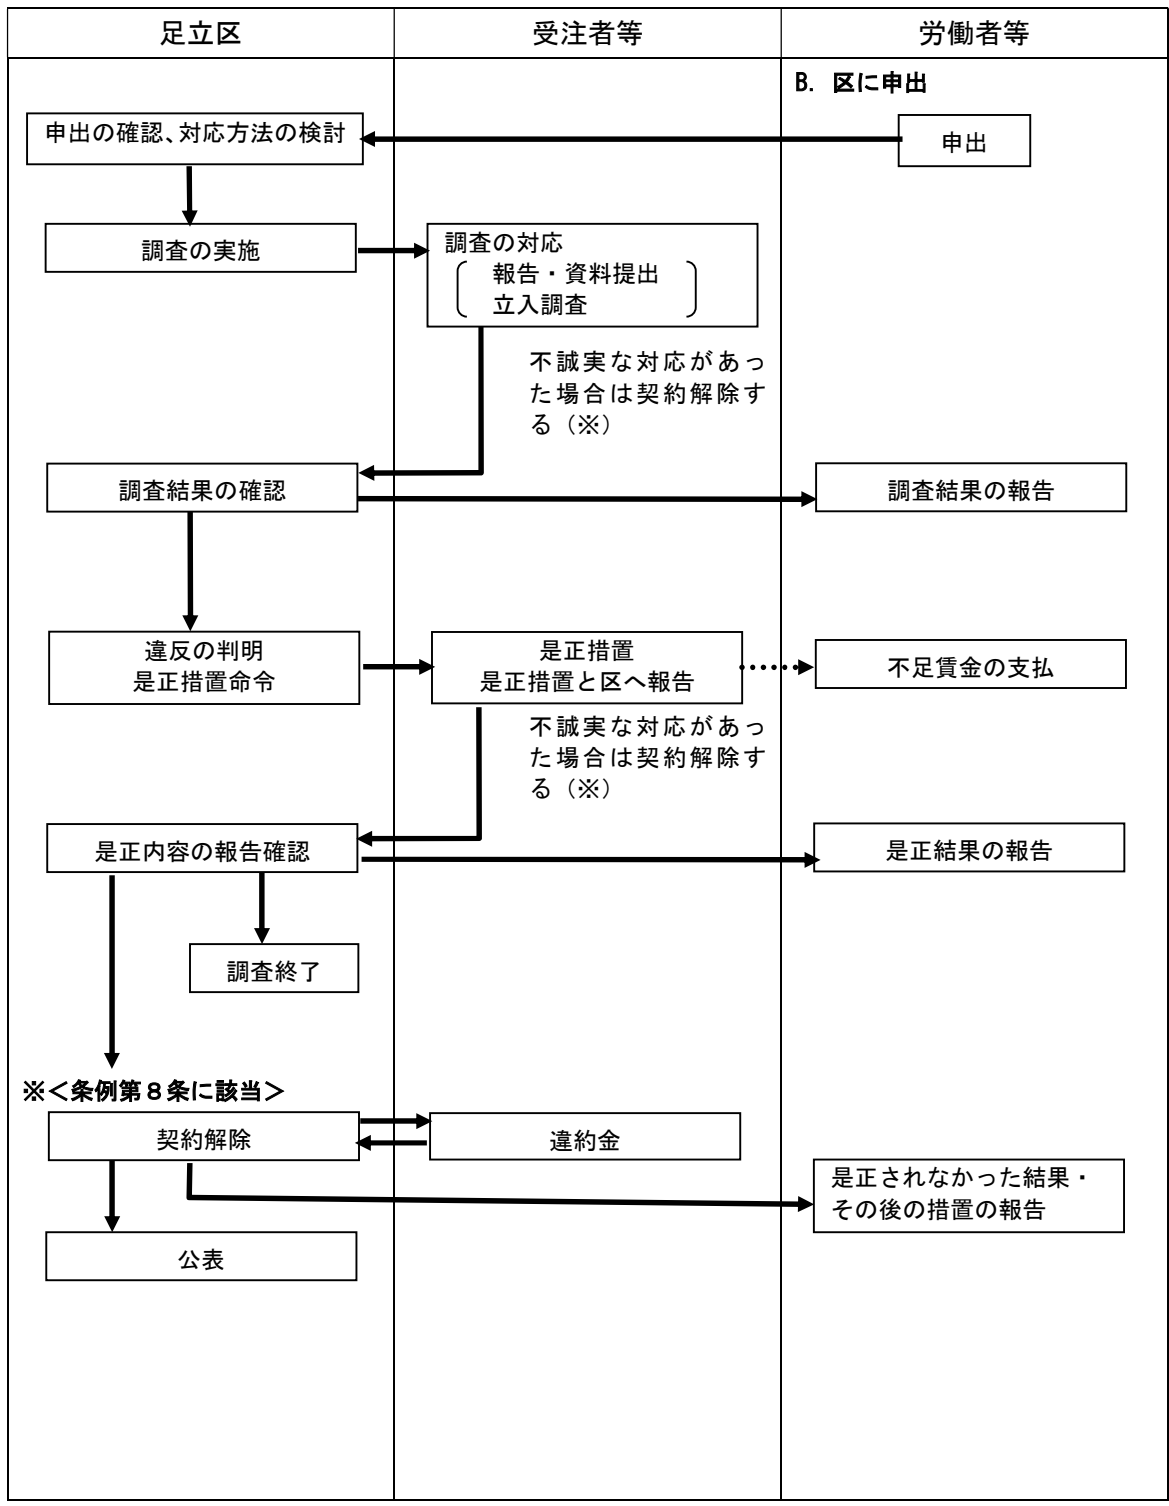 足立区
受注者等
労働者等
B. 区に申出
申出の確認、対応方法の検討
申出
調査の実施
調査の対応
報告・資料提出
立入調査
不誠実な対応があっ
た場合は契約解除す
る（※）
調査結果の確認
調査結果の報告
違反の判明
是正措置命令
是正措置
是正措置と区へ報告
不足賃金の支払
不誠実な対応があっ
た場合は契約解除す
る（※）
是正内容の報告確認
是正結果の報告
調査終了
※＜条例第８条に該当＞
契約解除
違約金
是正されなかった結果・
その後の措置の報告
公表